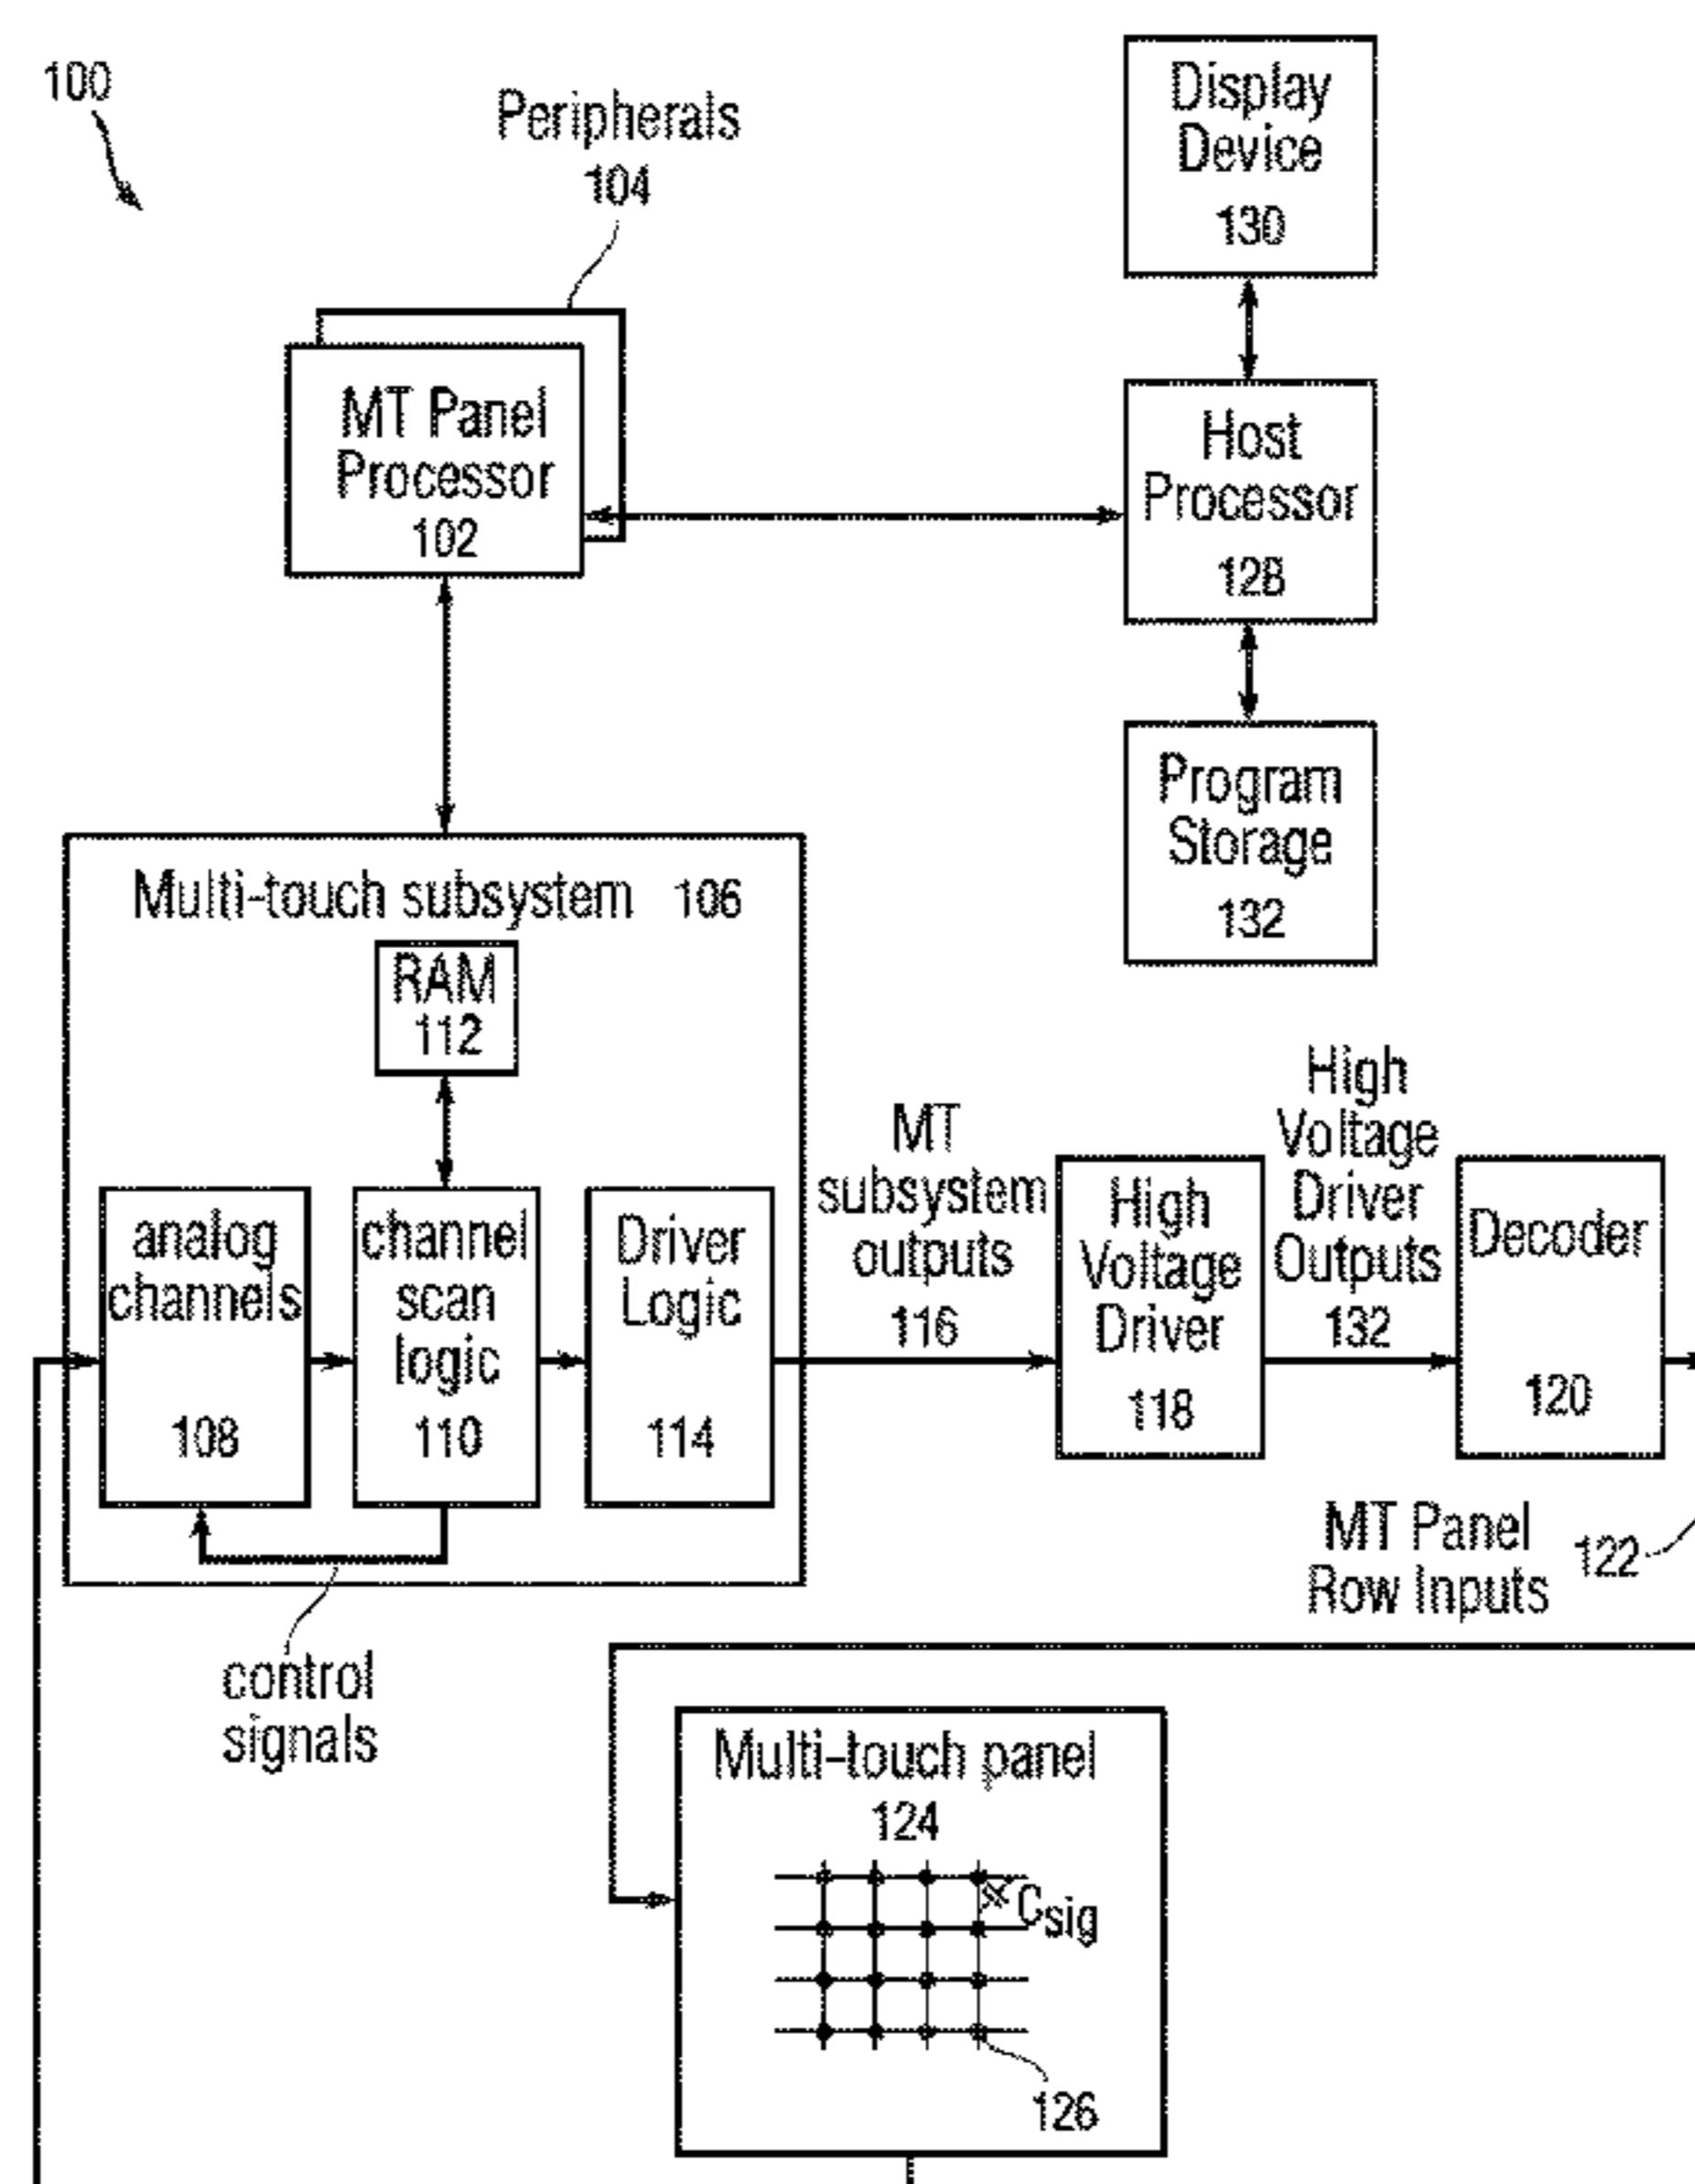 100
Peripherals
104
Display
Device
130
MT Panel
Processor
102
Host
Processor
128
Program
Storage
132
Multi-touch subsystem 106
RAM
112
analog
channels
108
channel
scan
logic
110
Driver
Logic
114
MT
subsystem
outputs
116
High
Voltage
Driver
118
High
Voltage
Driver
Outputs
132
Decoder
120
MT Panel
Row Inputs
122
control
signals
Multi-touch panel
124
Csig
126